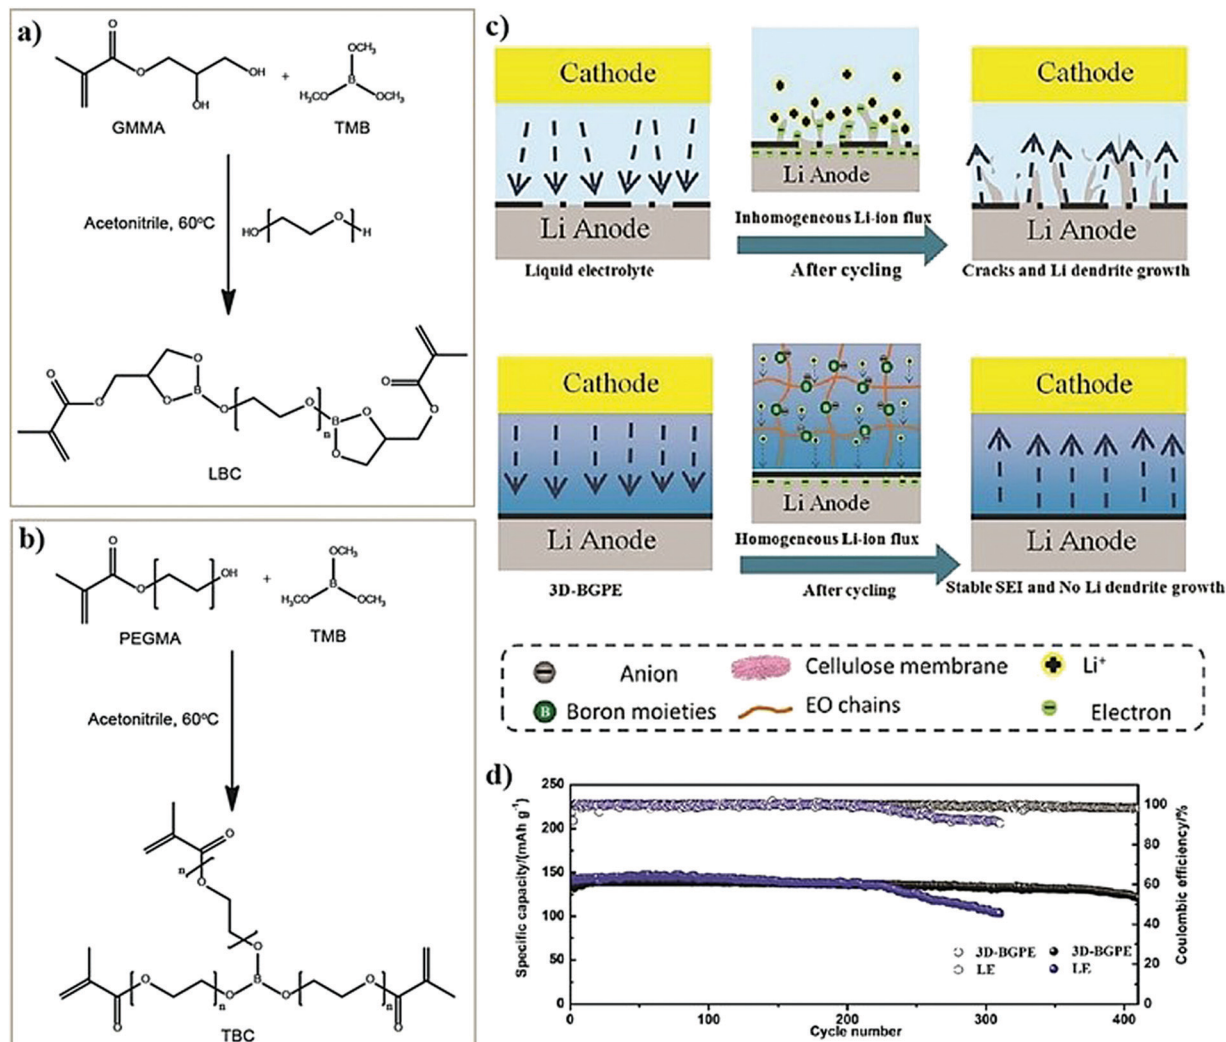 a)
OCH₃
B
H₃CO
OCH₃
O
O
OH
OH
+
GMMA
TMB
Acetonitrile, 60°C
HO
O
H
O
O
O
O
B
O
O
n
B
O
O
O
O
LBC
b)
O
O
OH
+
OCH₃
B
H₃CO
OCH₃
PEGMA
TMB
Acetonitrile, 60°C
O
n
O
O
O
O
n
O
B
O
O
n
O
TBC
c)
Cathode
Li Anode
Liquid electrolyte
Li Anode
Inhomogeneous Li-ion flux
After cycling
Cathode
Li Anode
Cracks and Li dendrite growth
Cathode
Li Anode
3D-BGPE
B
B
B
B
B
B
B
B
Li Anode
Homogeneous Li-ion flux
After cycling
Cathode
Li Anode
Stable SEI and No Li dendrite growth
Anion
Cellulose membrane
Li⁺
B Boron moieties
EO chains
Electron
d)
Specific capacity/(mAh g⁻¹)
250
200
150
100
50
0
0
100
200
300
400
Cycle number
100
80
60
40
20
0
Coulombic efficiency/%
3D-BGPE
3D-BGPE
LE
LE